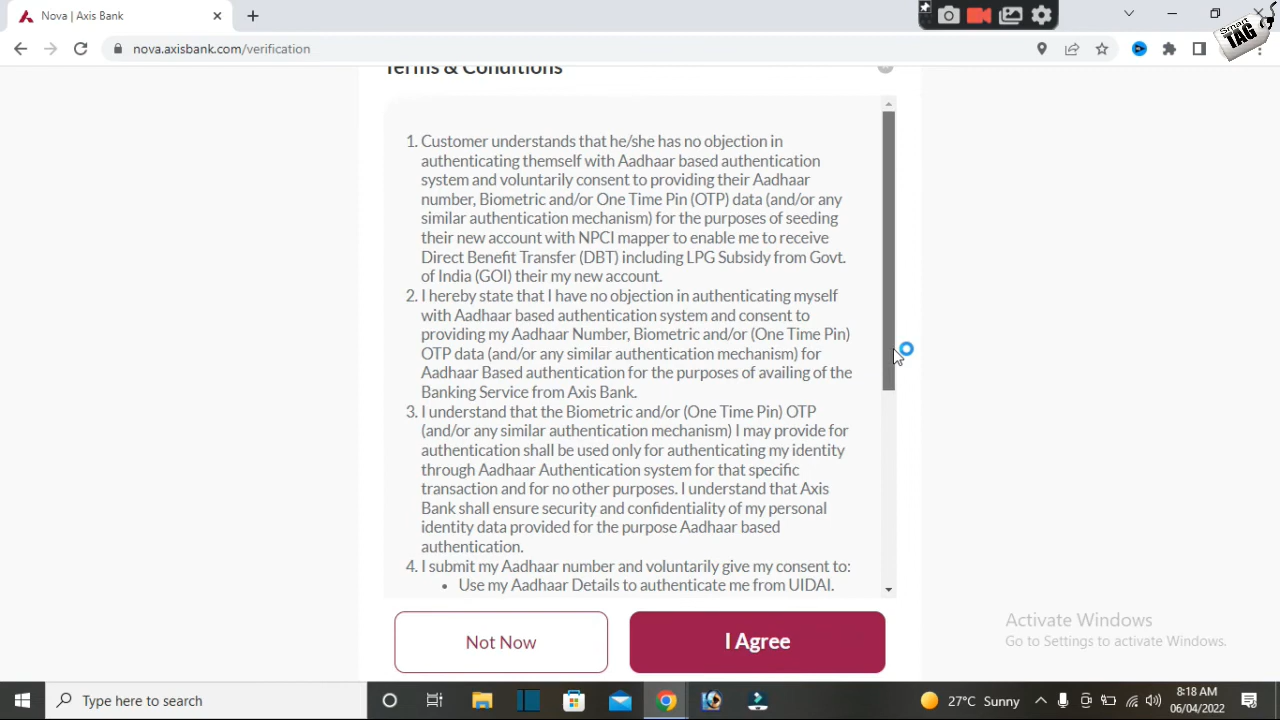 Nova | Axis Bank
Smart
TAG
nova.axisbank.com/verification
Terms & Conditions
1. Customer understands that he/she has no objection in
authenticating themself with Aadhaar based authentication
system and voluntarily consent to providing their Aadhaar
number, Biometric and/or One Time Pin (OTP) data (and/or any
similar authentication mechanism) for the purposes of seeding
their new account with NPCI mapper to enable me to receive
Direct Benefit Transfer (DBT) including LPG Subsidy from Govt.
of India (GOI) their my new account.
2. I hereby state that I have no objection in authenticating myself
with Aadhaar based authentication system and consent to
providing my Aadhaar Number, Biometric and/or (One Time Pin)
OTP data (and/or any similar authentication mechanism) for
Aadhaar Based authentication for the purposes of availing of the
Banking Service from Axis Bank.
3. I understand that the Biometric and/or (One Time Pin) OTP
(and/or any similar authentication mechanism) I may provide for
authentication shall be used only for authenticating my identity
through Aadhaar Authentication system for that specific
transaction and for no other purposes. I understand that Axis
Bank shall ensure security and confidentiality of my personal
identity data provided for the purpose Aadhaar based
authentication.
4. I submit my Aadhaar number and voluntarily give my consent to:
• Use my Aadhaar Details to authenticate me from UIDAI.
Not Now
I Agree
Activate Windows
Go to Settings to activate Windows.
Type here to search
27°C Sunny
8:18 AM
06/04/2022